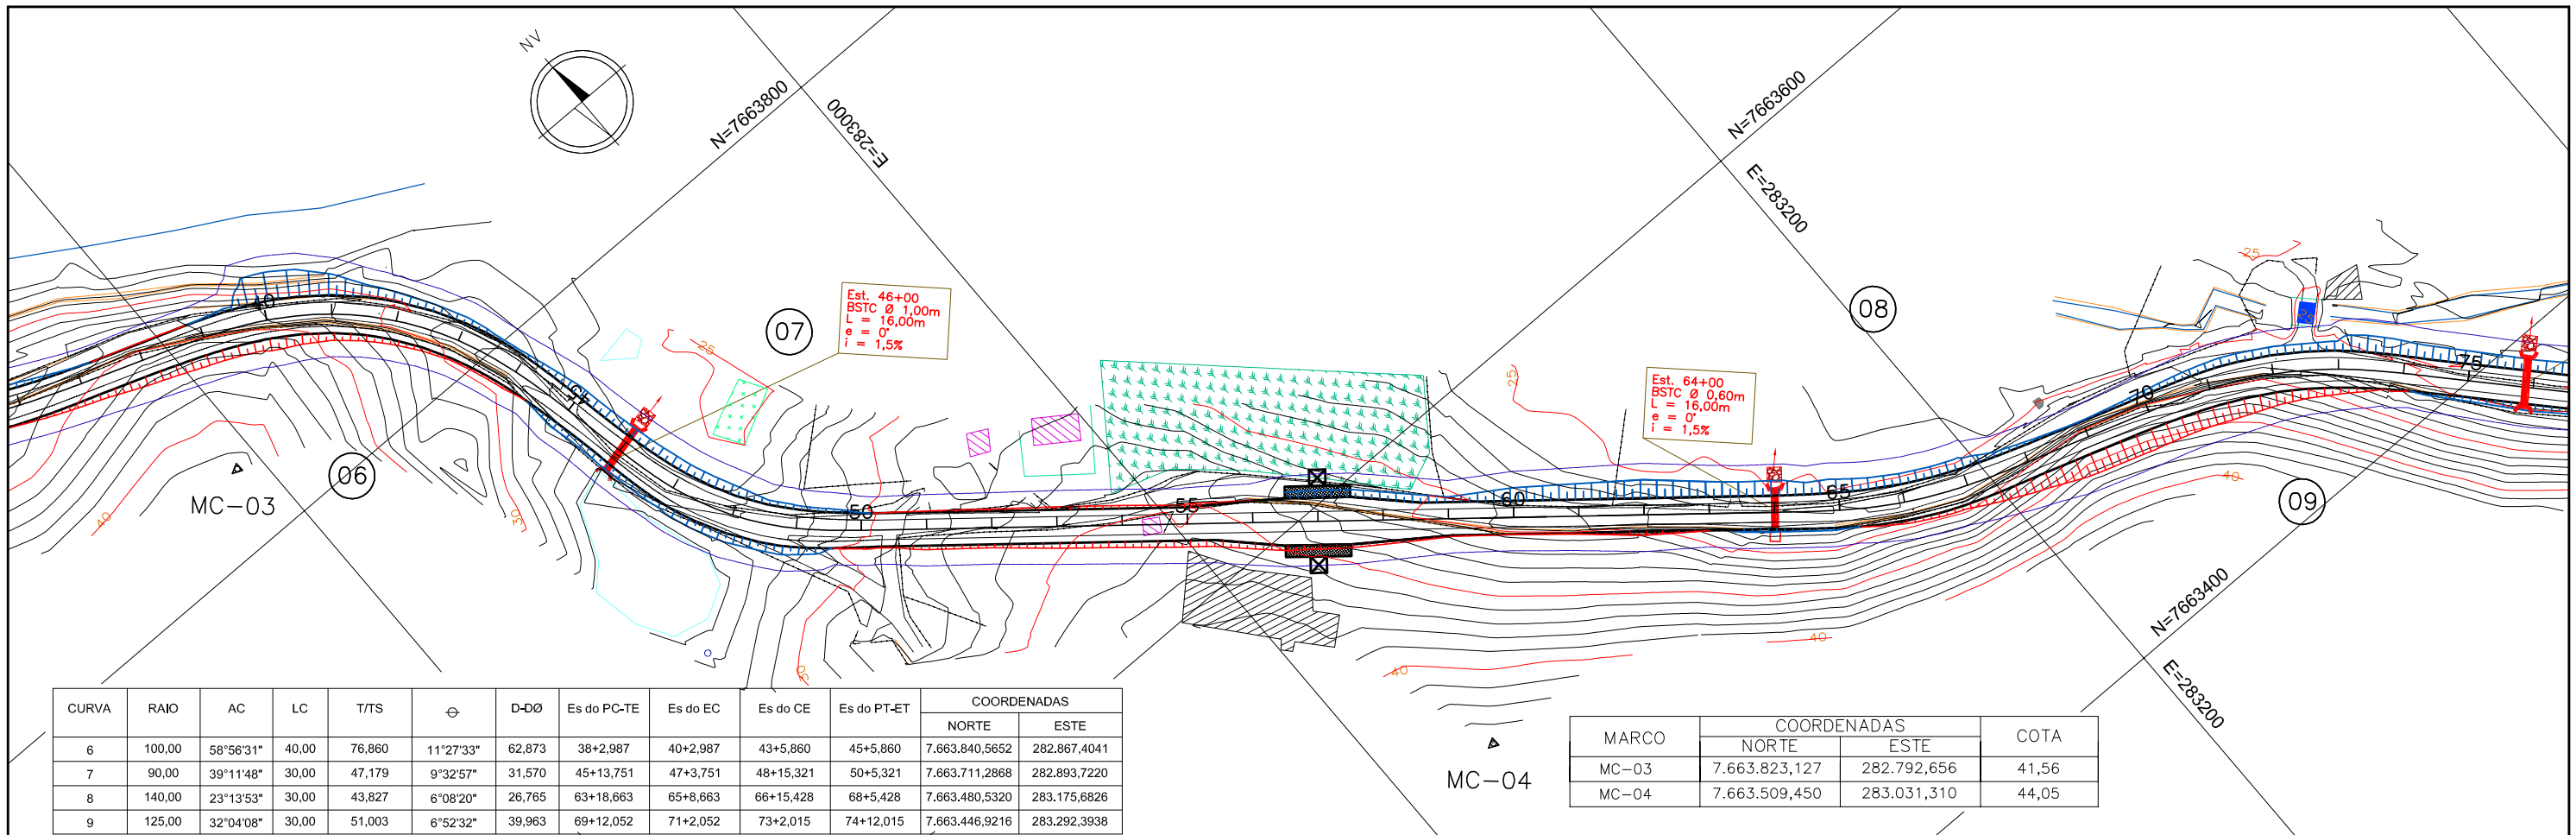 NV
N=7663800
E=283000
N=7663600
E=283200
08
07
06
09
Est. 46+00
BSTC Ø 1,00m
L = 16,00m
e = 0°
i = 1,5%
Est. 64+00
BSTC Ø 0,60m
L = 16,00m
e = 0°
i = 1,5%
40
45
50
55
60
65
70
75
25
25
25
25
30
30
40
40
40
40
MC-03
MC-04
N=7663400
E=283200
CURVA RAIO AC LC T/TS ⊖ D-DØ Es do PC-TE Es do EC Es do CE Es do PT-ET COORDENADAS
NORTE ESTE
6 100,00 58°56'31" 40,00 76,860 11°27'33" 62,873 38+2,987 40+2,987 43+5,860 45+5,860 7.663.840,5652 282.867,4041
7 90,00 39°11'48" 30,00 47,179 9°32'57" 31,570 45+13,751 47+3,751 48+15,321 50+5,321 7.663.711,2868 282.893,7220
8 140,00 23°13'53" 30,00 43,827 6°08'20" 26,765 63+18,663 65+8,663 66+15,428 68+5,428 7.663.480,5320 283.175,6826
9 125,00 32°04'08" 30,00 51,003 6°52'32" 39,963 69+12,052 71+2,052 73+2,015 74+12,015 7.663.446,9216 283.292,3938
MARCO COORDENADAS COTA
NORTE ESTE
MC-03 7.663.823,127 282.792,656 41,56
MC-04 7.663.509,450 283.031,310 44,05